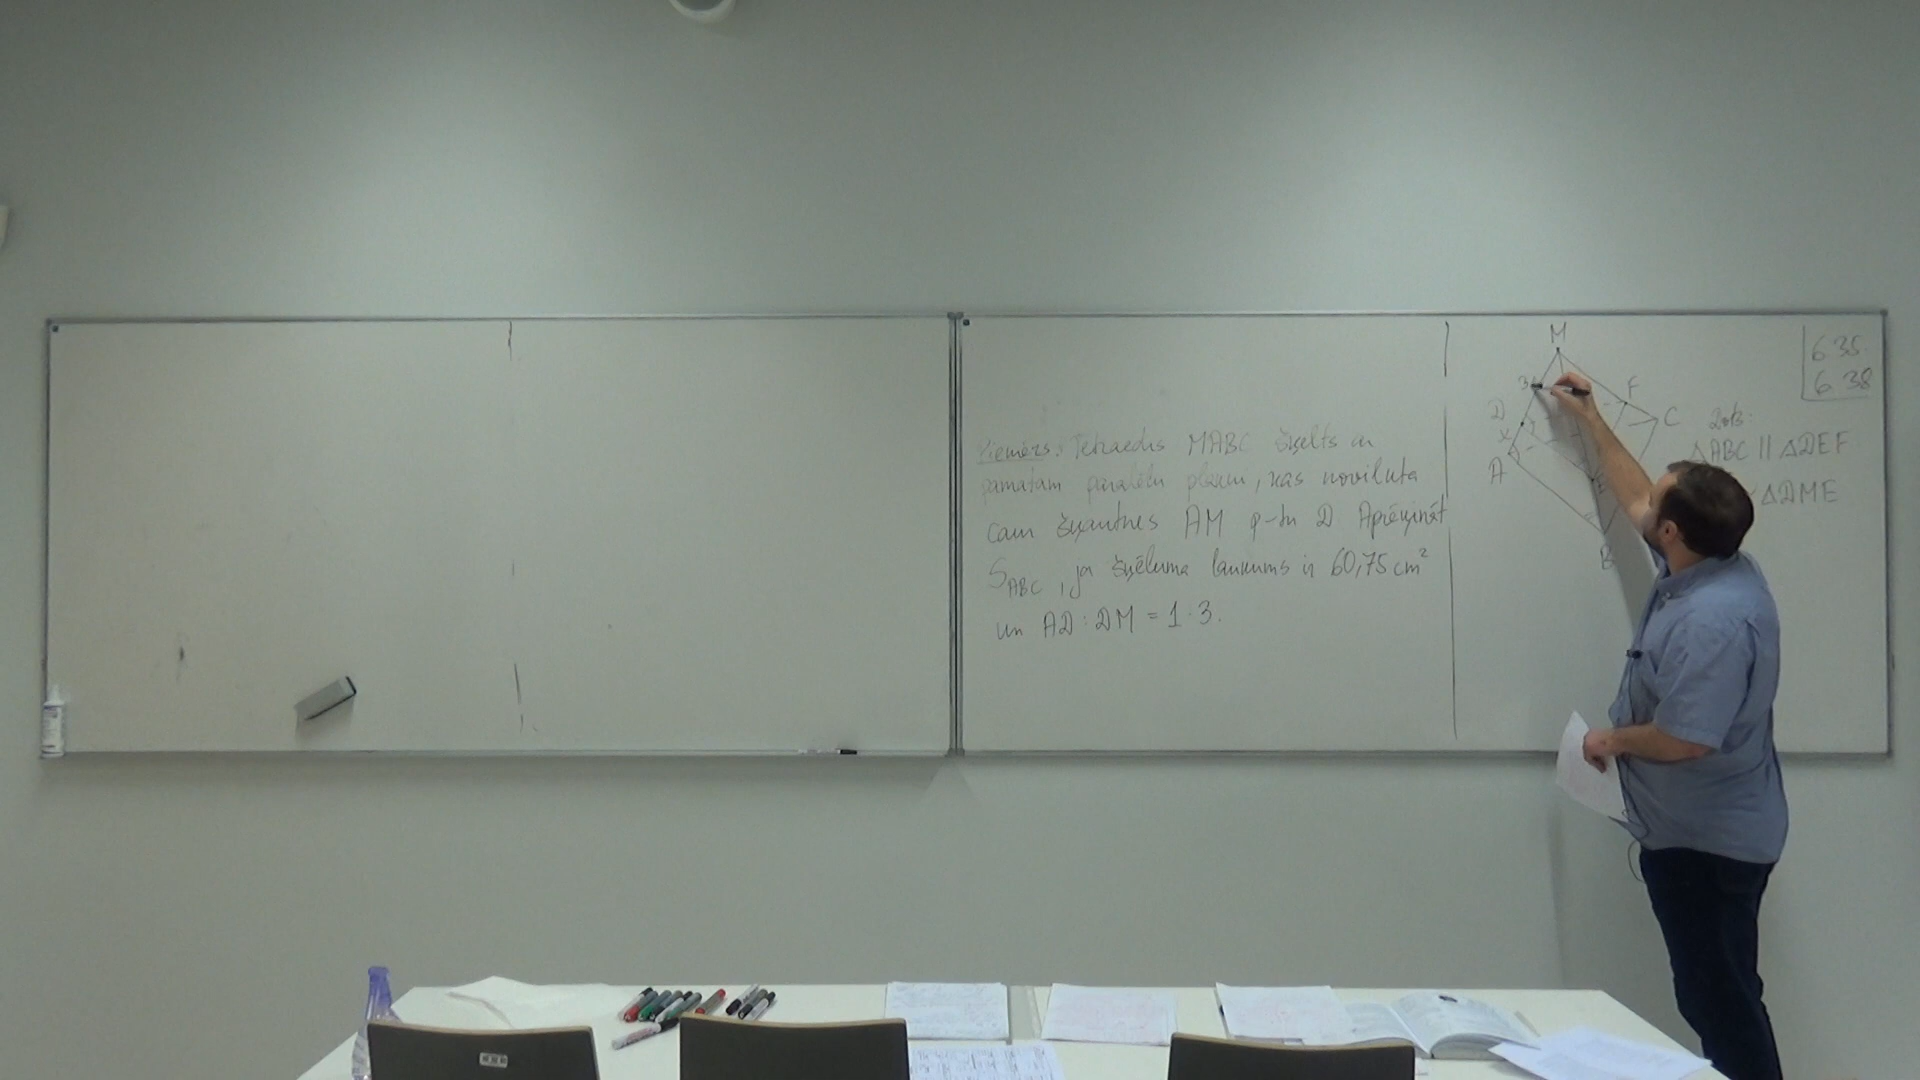 Piemērs. Tetraedrs MABC šķelts ar
pamatam paralēlu plakni, kas novilkta
caur šķautnes AM p-tu D Aprēķināt
S ABC, ja šķēluma laukums ir 60,75 cm²
un AD : DM = 1 : 3.
M
3x
F
D
C
x
A
E
B
6 35.
6. 38
Dots:
△ABC || △DEF
△DME